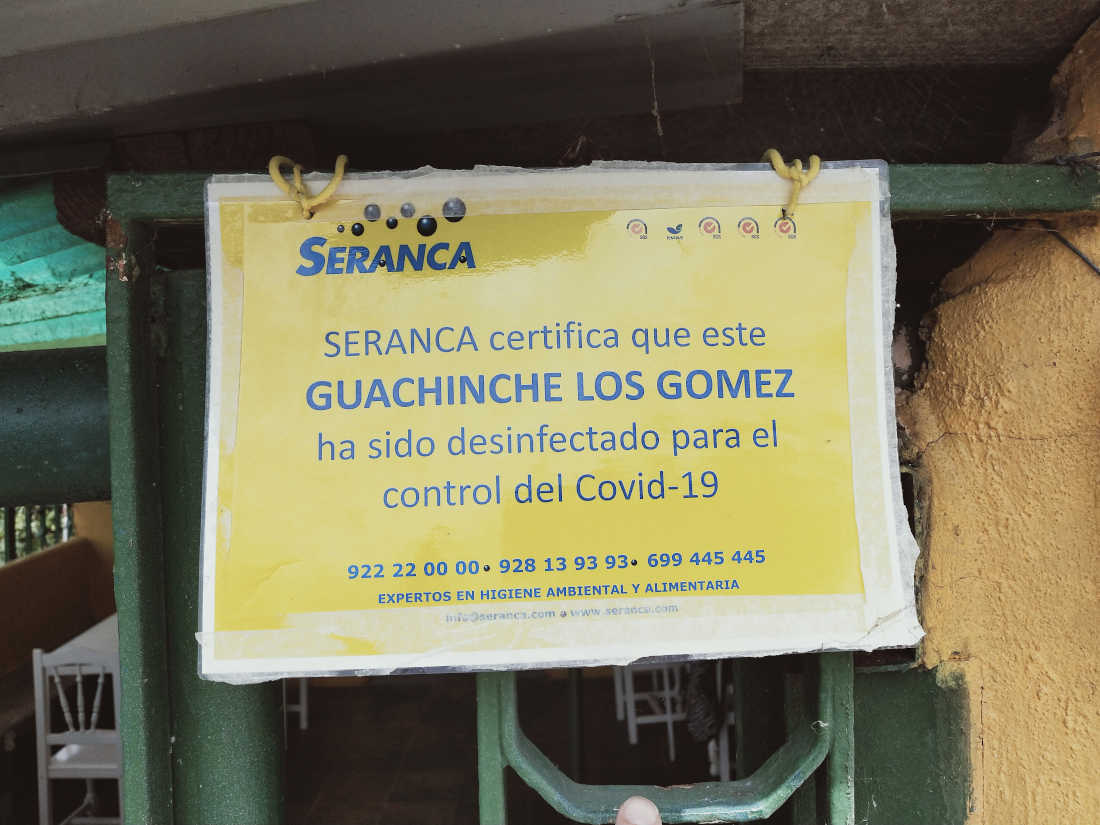 SERANCA
SERANCA certifica que este
GUACHINCHE LOS GOMEZ
ha sido desinfectado para el
control del Covid-19
922 22 00 00 • 928 13 93 93 • 699 445 445
EXPERTOS EN HIGIENE AMBIENTAL Y ALIMENTARIA
info@seranca.com • www.seranca.com